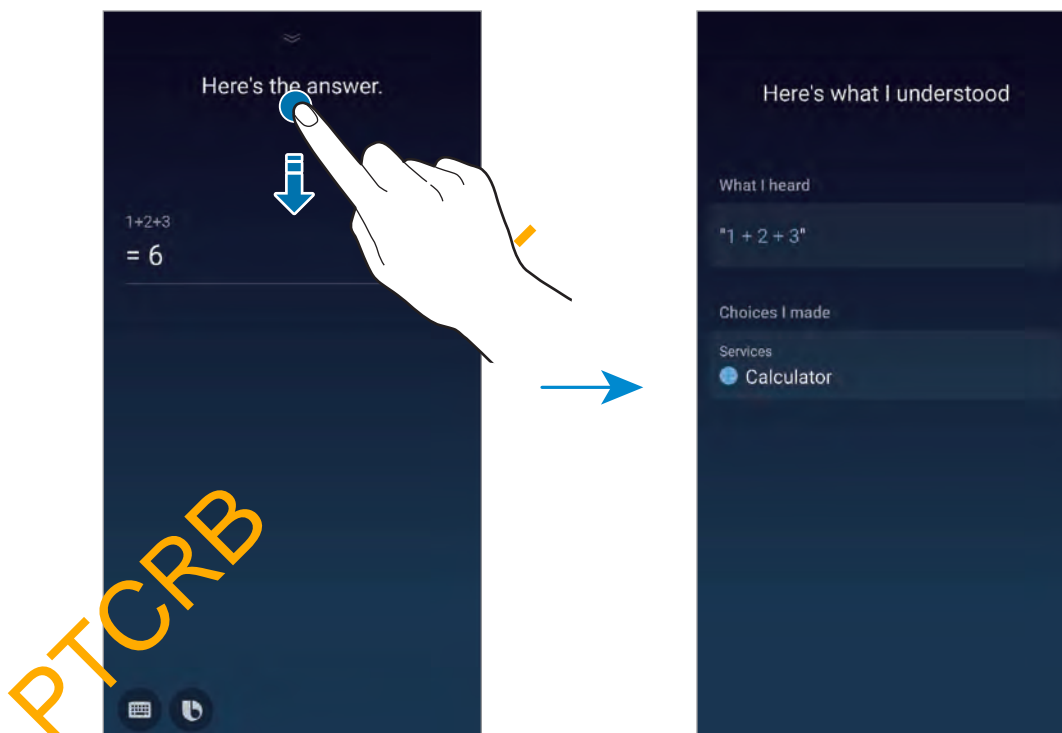 Here's the answer.
1+2+3
= 6
PTCRB
Here's what I understood
What I heard
"1 + 2 + 3"
Choices I made
Services
Calculator